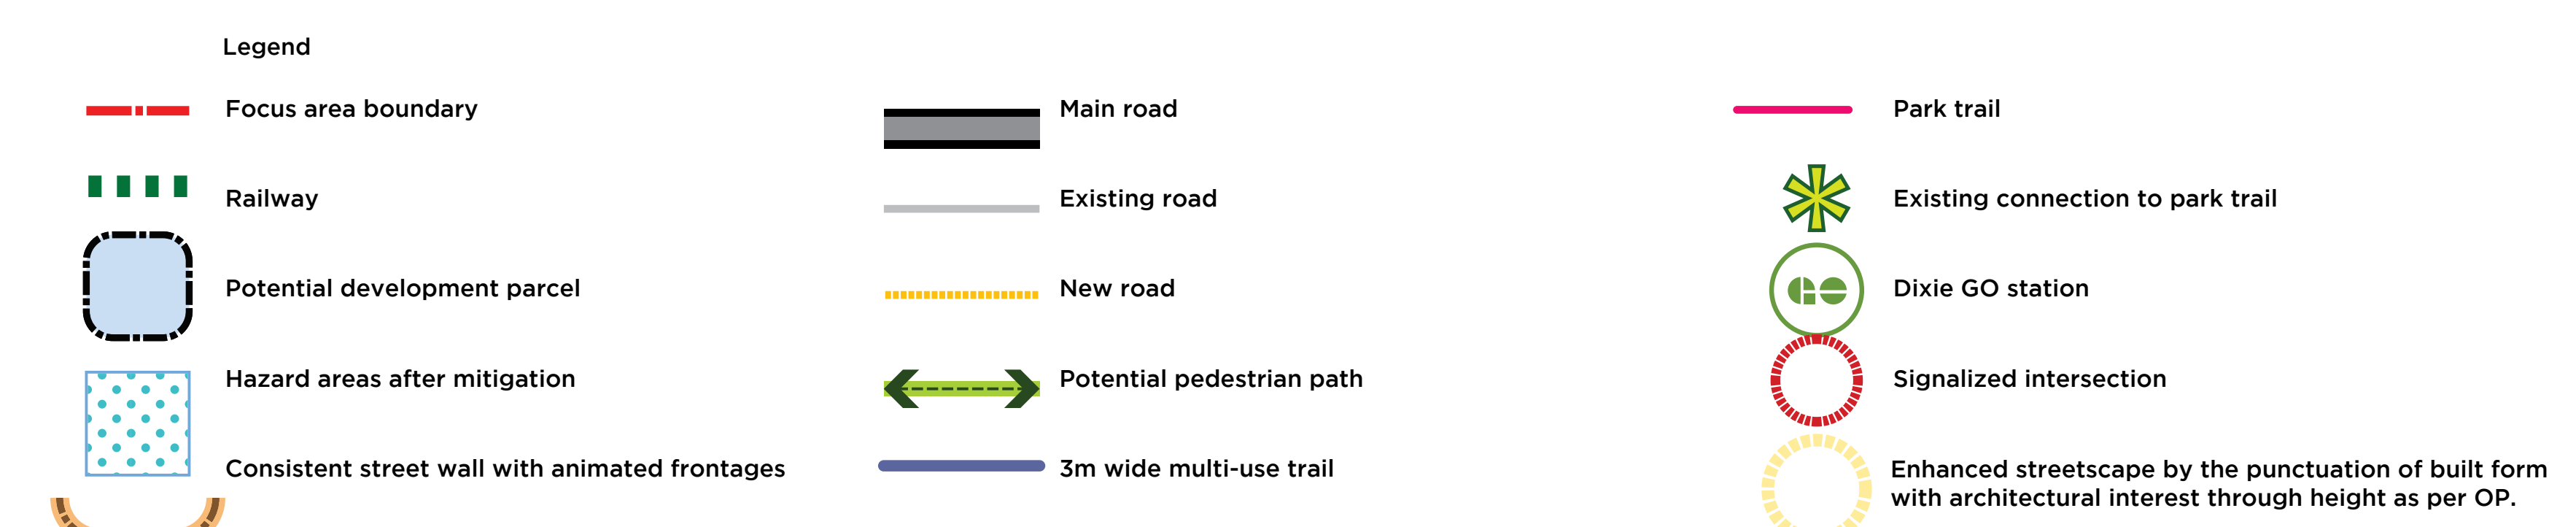 Legend
Focus area boundary
Railway
Potential development parcel
Hazard areas after mitigation
Consistent street wall with animated frontages
Main road
Existing road
New road
Potential pedestrian path
3m wide multi-use trail
Park trail
Existing connection to park trail
Dixie GO station
Signalized intersection
Enhanced streetscape by the punctuation of built form
with architectural interest through height as per OP.